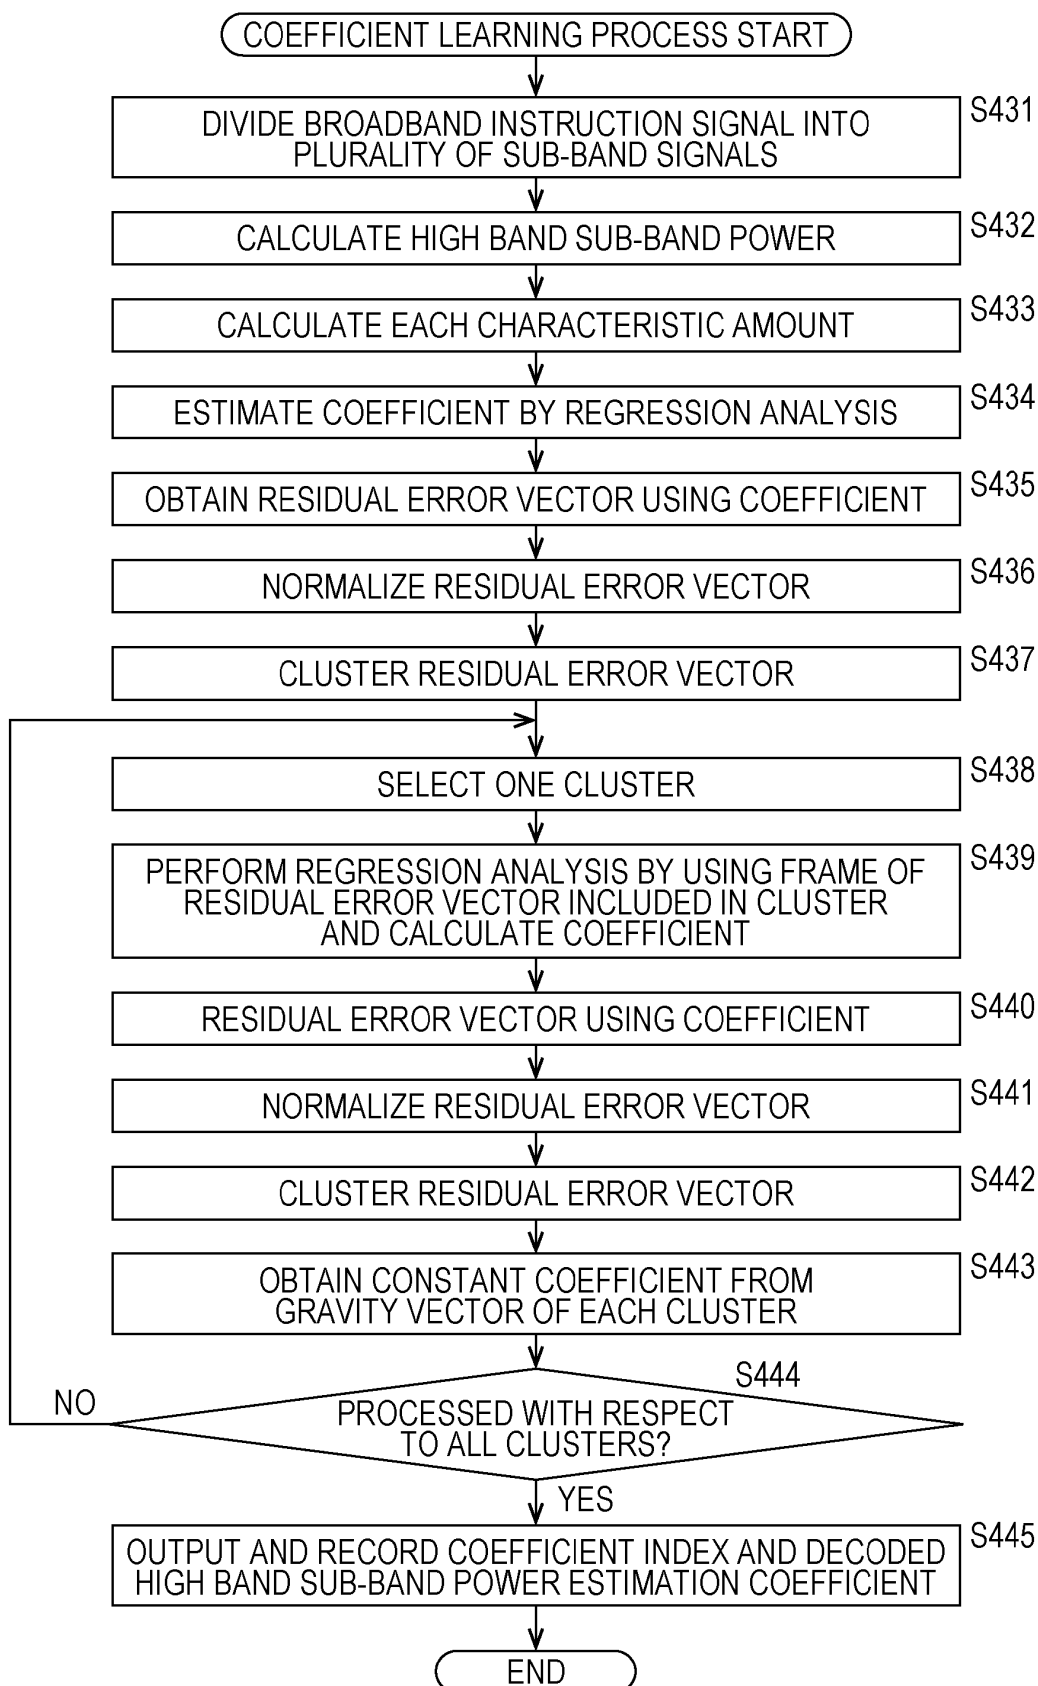 COEFFICIENT LEARNING PROCESS START
S431
DIVIDE BROADBAND INSTRUCTION SIGNAL INTO
PLURALITY OF SUB-BAND SIGNALS
S432
CALCULATE HIGH BAND SUB-BAND POWER
S433
CALCULATE EACH CHARACTERISTIC AMOUNT
S434
ESTIMATE COEFFICIENT BY REGRESSION ANALYSIS
S435
OBTAIN RESIDUAL ERROR VECTOR USING COEFFICIENT
S436
NORMALIZE RESIDUAL ERROR VECTOR
S437
CLUSTER RESIDUAL ERROR VECTOR
S438
SELECT ONE CLUSTER
S439
PERFORM REGRESSION ANALYSIS BY USING FRAME OF
RESIDUAL ERROR VECTOR INCLUDED IN CLUSTER
AND CALCULATE COEFFICIENT
S440
RESIDUAL ERROR VECTOR USING COEFFICIENT
S441
NORMALIZE RESIDUAL ERROR VECTOR
S442
CLUSTER RESIDUAL ERROR VECTOR
S443
OBTAIN CONSTANT COEFFICIENT FROM
GRAVITY VECTOR OF EACH CLUSTER
S444
NO
PROCESSED WITH RESPECT
TO ALL CLUSTERS?
YES
S445
OUTPUT AND RECORD COEFFICIENT INDEX AND DECODED
HIGH BAND SUB-BAND POWER ESTIMATION COEFFICIENT
END